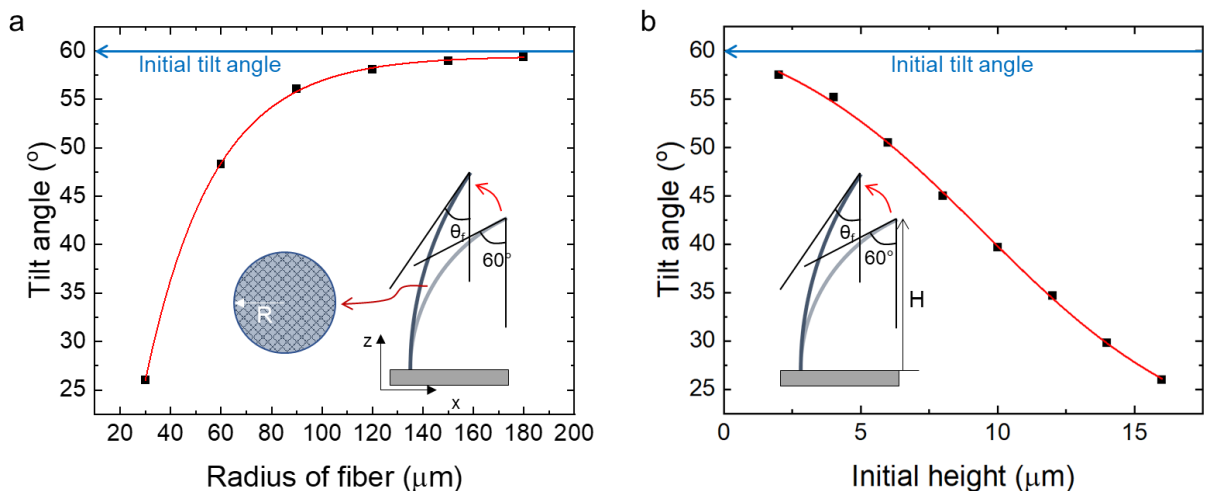 a
Tilt angle (°)
60
55
50
45
40
35
30
25
Initial tilt angle
θf
60°
R
z
x
20 40 60 80 100 120 140 160 180 200
Radius of fiber (μm)
b
Tilt angle (°)
60
55
50
45
40
35
30
25
Initial tilt angle
θf
60°
H
0 5 10 15
Initial height (μm)